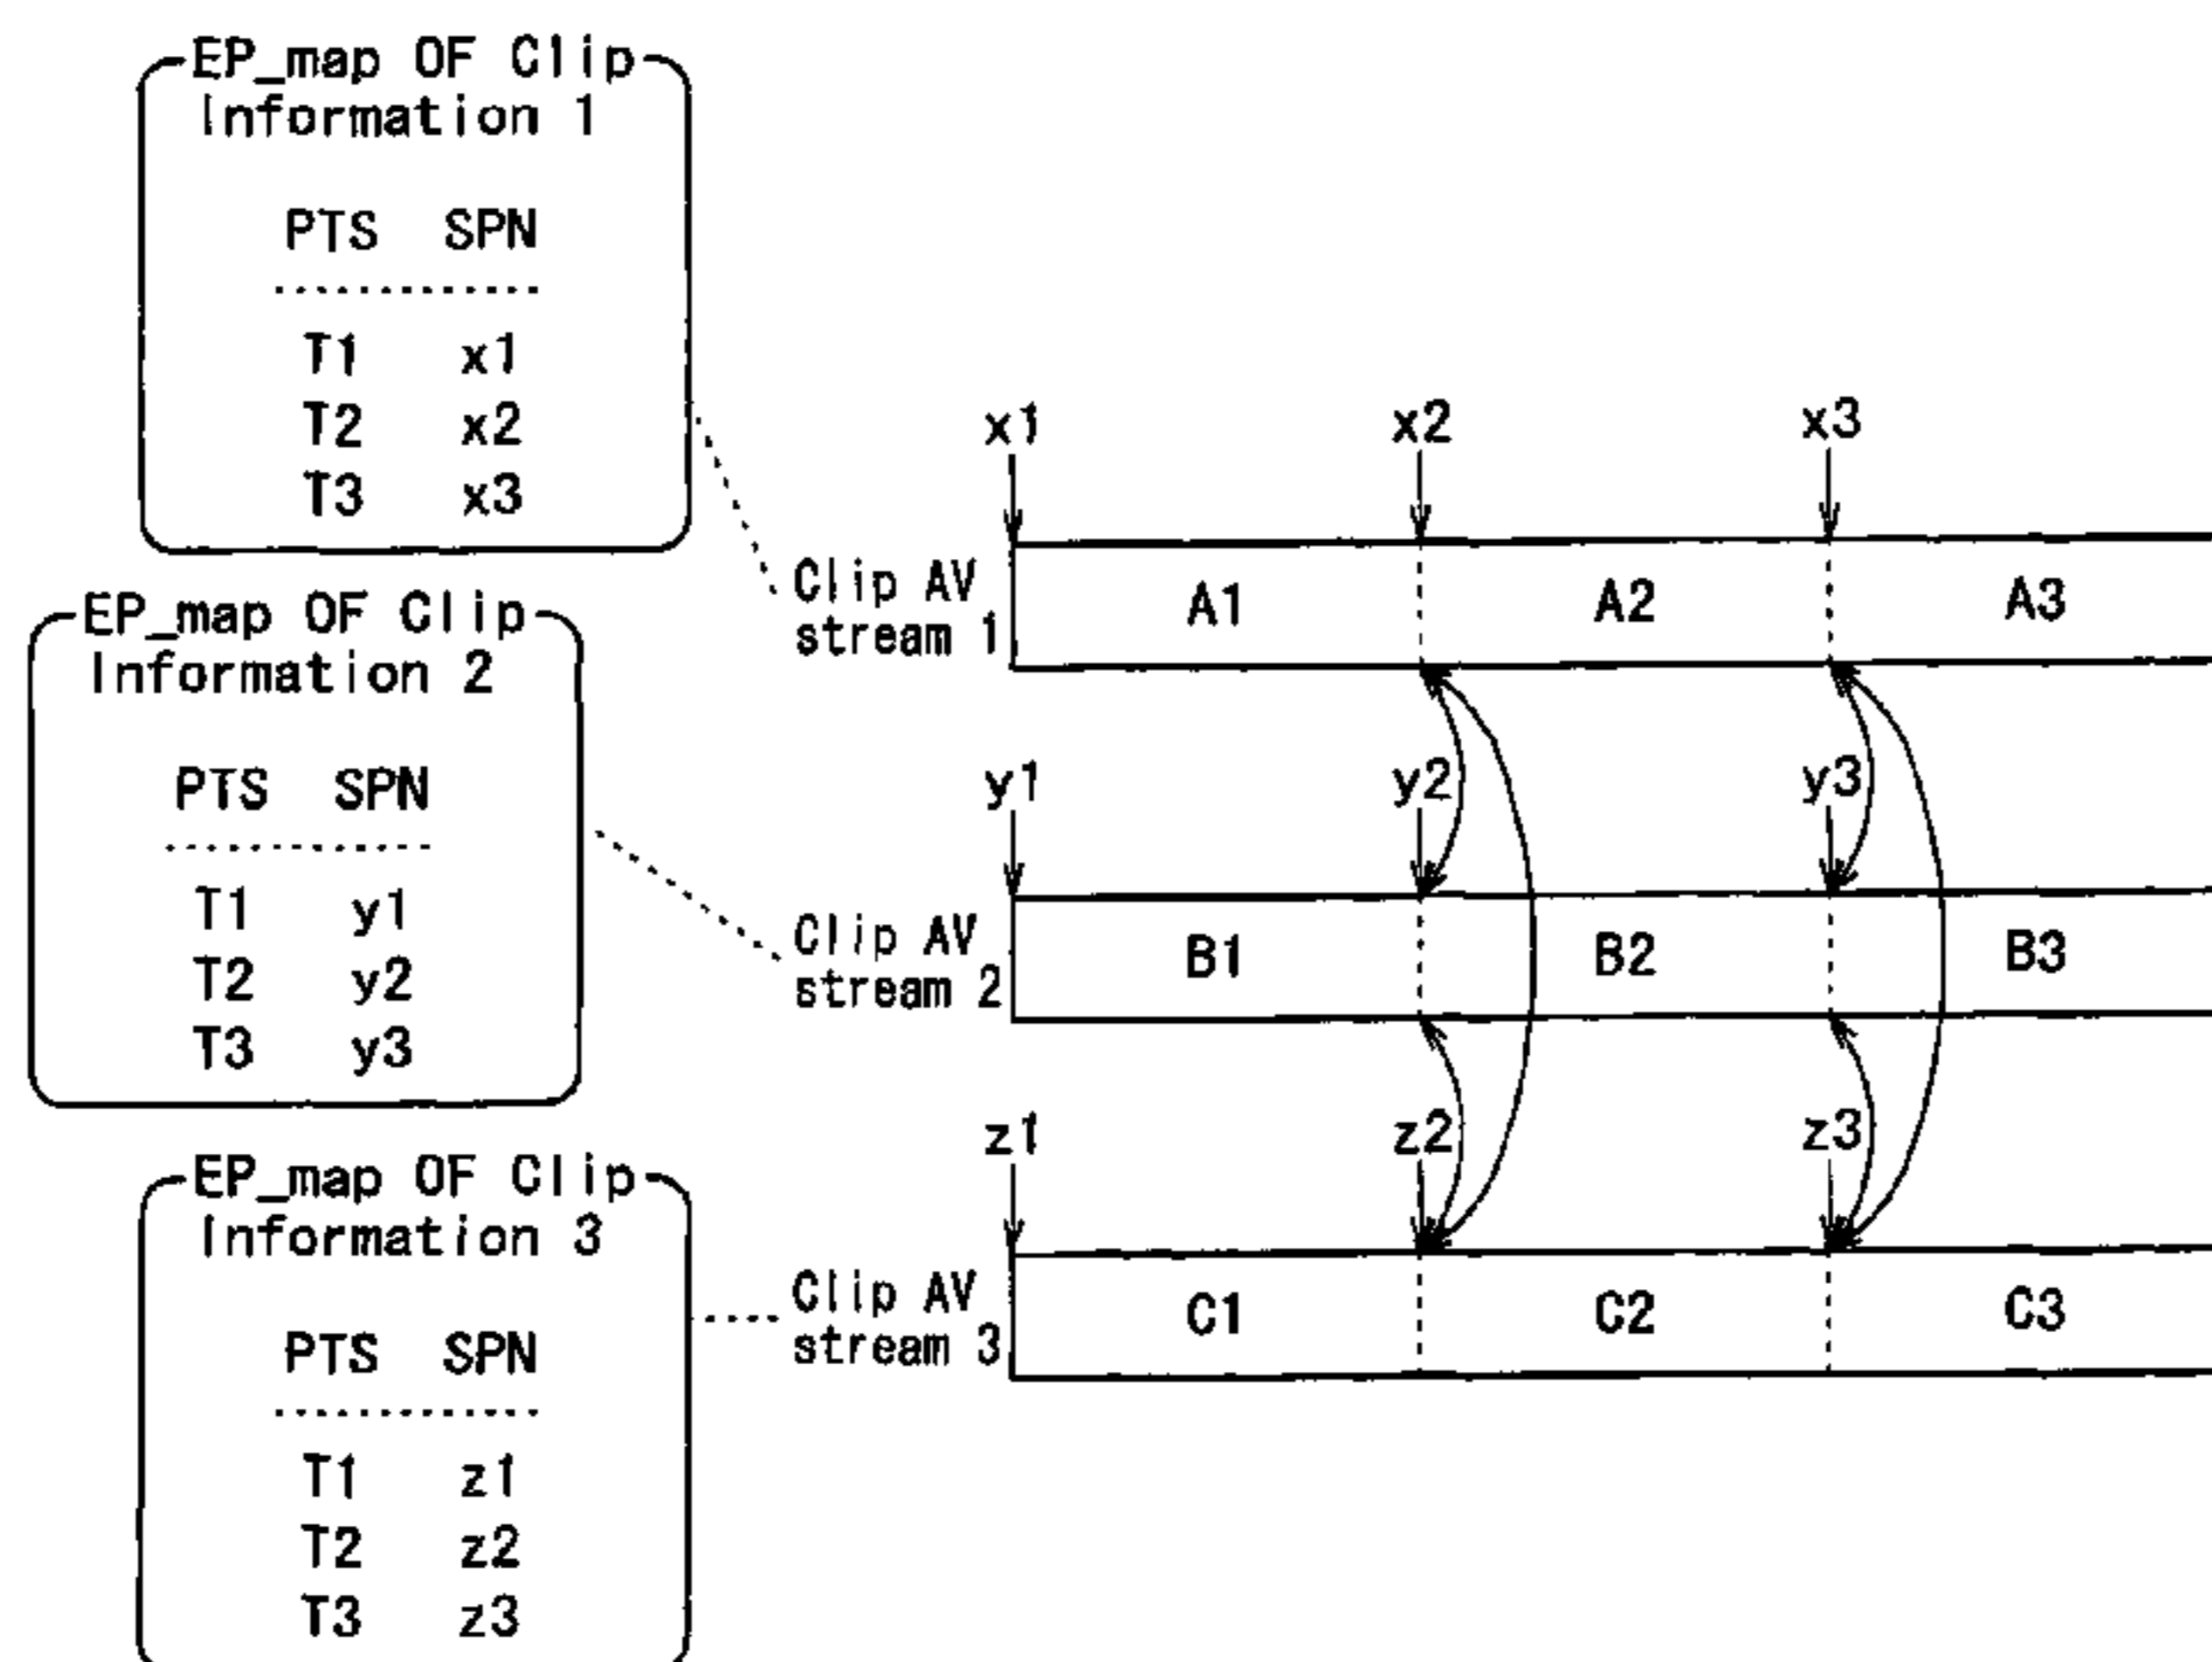 EP_map OF Clip
Information 1
PTS SPN
T1 x1
T2 x2
T3 x3
EP_map OF Clip
Information 2
PTS SPN
T1 y1
T2 y2
T3 y3
EP_map OF Clip
Information 3
PTS SPN
T1 z1
T2 z2
T3 z3
x1 x2 x3
Clip AV
stream 1
A1 A2 A3
y1 y2 y3
Clip AV
stream 2
B1 B2 B3
z1 z2 z3
Clip AV
stream 3
C1 C2 C3